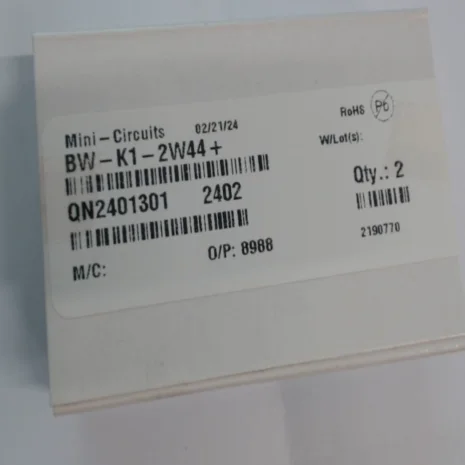 Mini-Circuits 02/21/24
RoHS Pb
BW-K1-2W44+
W/Lot(s):
QN2401301 2402
Qty.: 2
M/C:
O/P: 8988
2190770